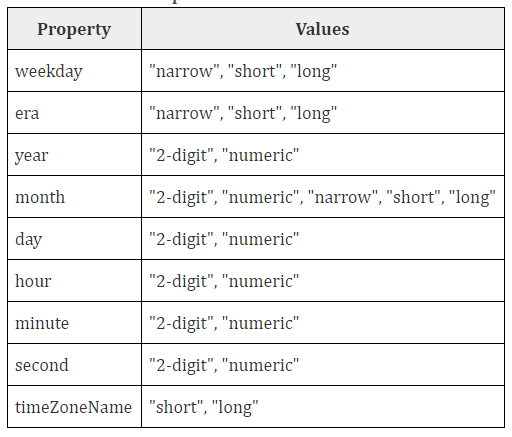 Property Values
weekday "narrow", "short", "long"
era "narrow", "short", "long"
year "2-digit", "numeric"
month "2-digit", "numeric", "narrow", "short", "long"
day "2-digit", "numeric"
hour "2-digit", "numeric"
minute "2-digit", "numeric"
second "2-digit", "numeric"
timeZoneName "short", "long"